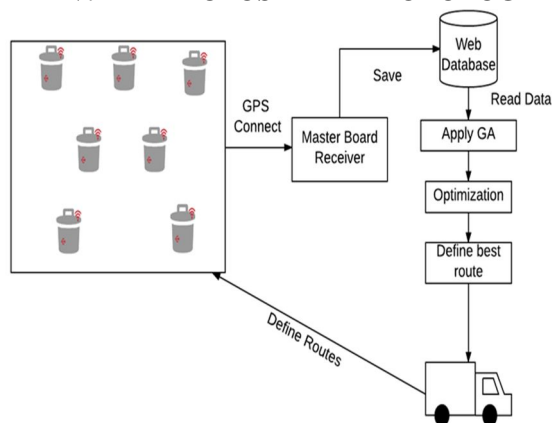 GPS
Connect
Master Board
Receiver
Save
Web
Database
Read Data
Apply GA
Optimization
Define best
route
Define Routes